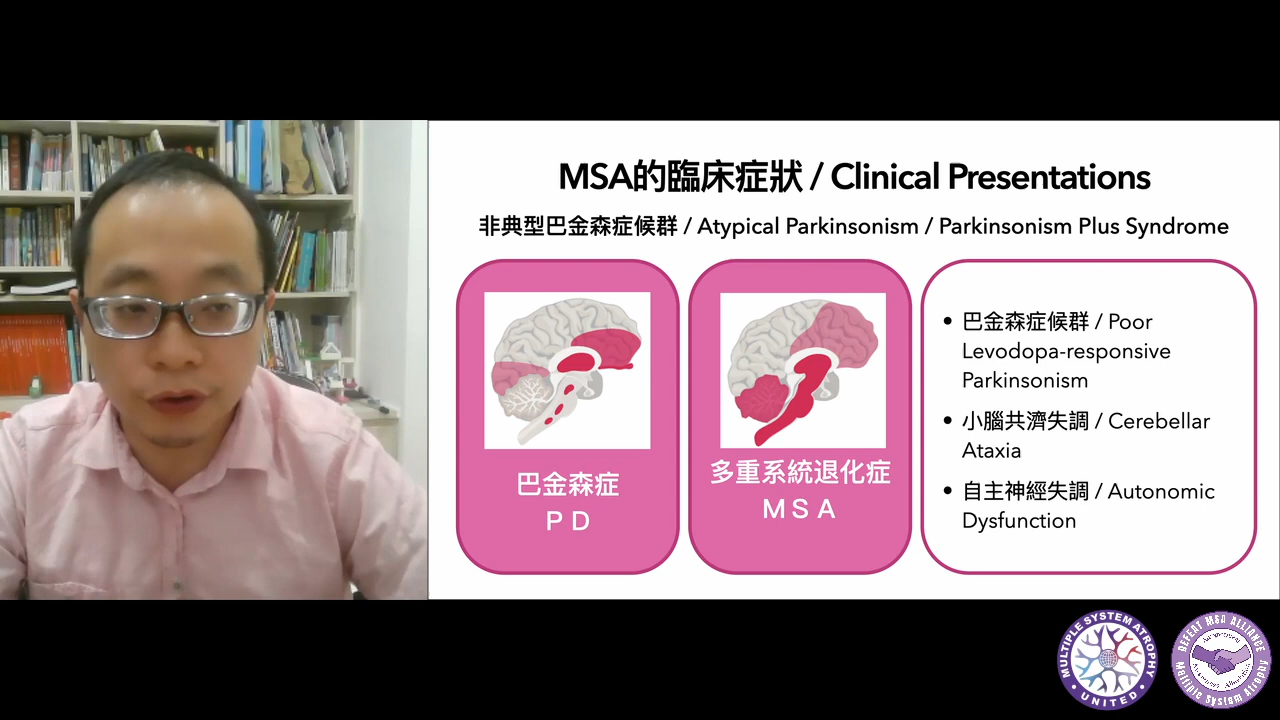 MSA的臨床症狀 / Clinical Presentations
非典型巴金森症候群 / Atypical Parkinsonism / Parkinsonism Plus Syndrome
巴金森症
PD
多重系統退化症
MSA
• 巴金森症候群 / Poor
Levodopa-responsive
Parkinsonism
• 小腦共濟失調 / Cerebellar
Ataxia
• 自主神經失調 / Autonomic
Dysfunction
MULTIPLE SYSTEM ATROPHY
• UNITED •
DEFEAT MSA ALLIANCE
Multiple System Atrophy